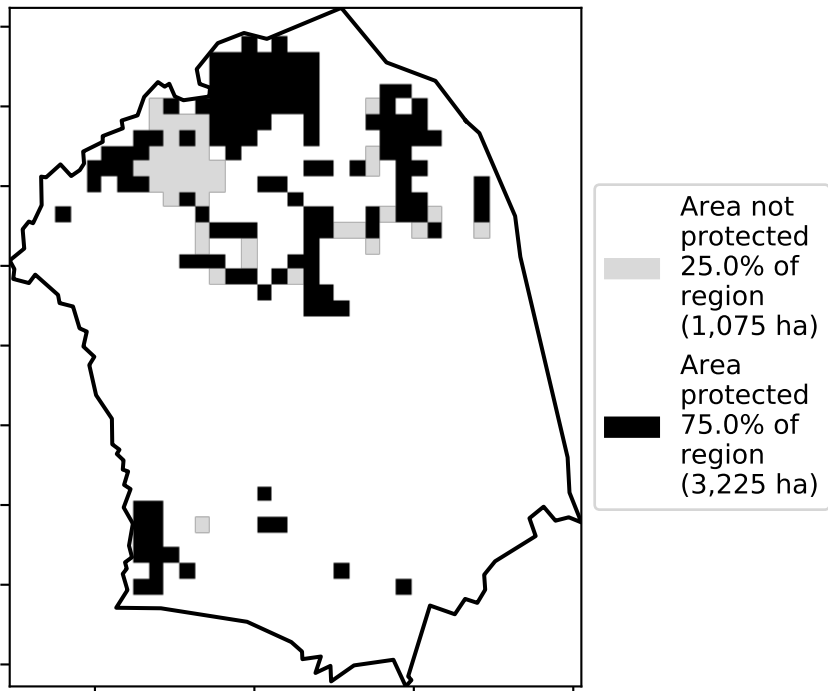 Area not
protected
25.0% of
region
(1,075 ha)
Area
protected
75.0% of
region
(3,225 ha)